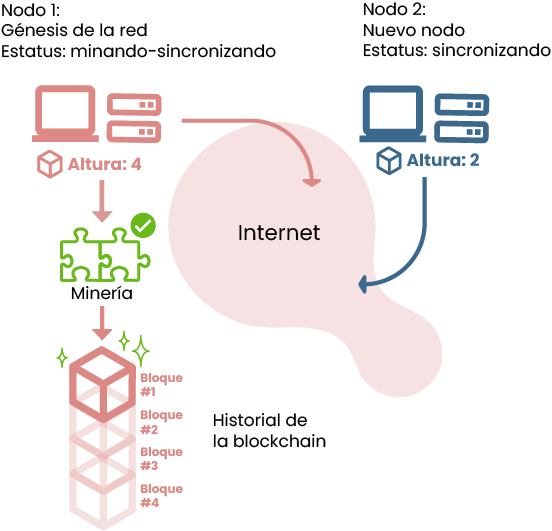 Nodo 1:
Génesis de la red
Estatus: minando-sincronizando
Nodo 2:
Nuevo nodo
Estatus: sincronizando
Altura: 4
Altura: 2
Internet
Minería
Bloque
#1
Bloque
#2
Bloque
#3
Bloque
#4
Historial de
la blockchain